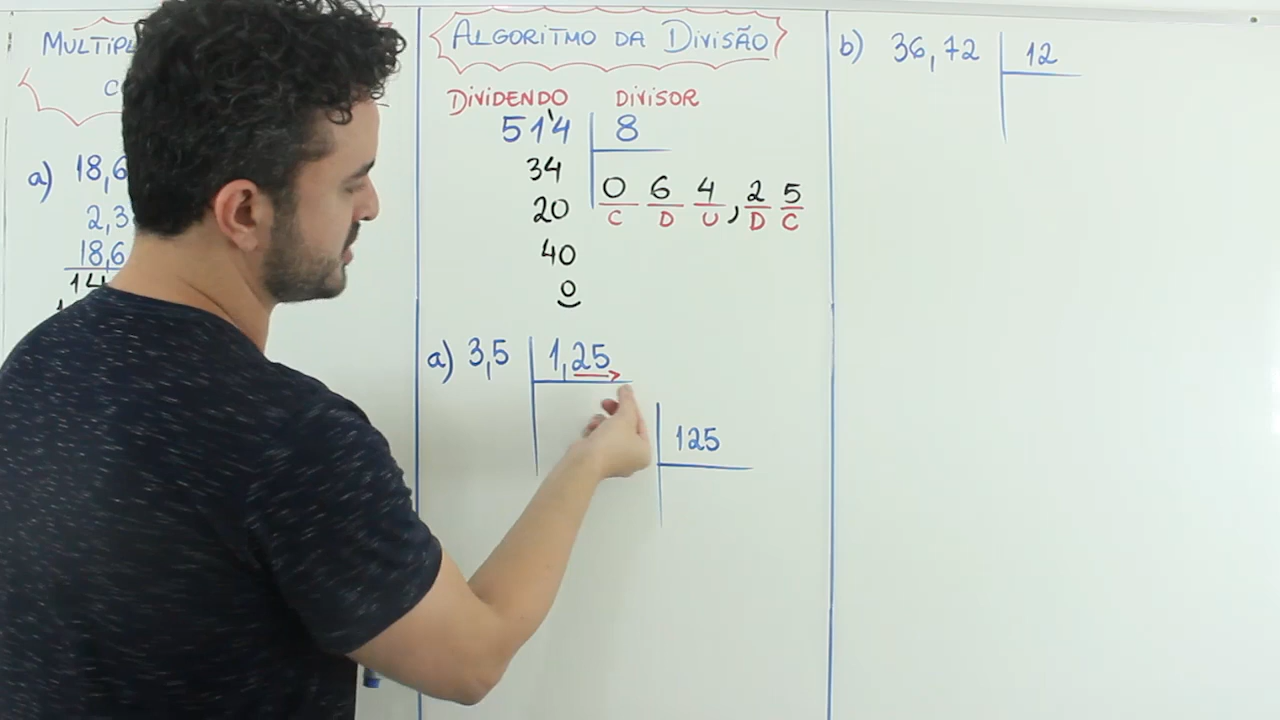 a) 18,6
2,3
18,6
14
ALGORITMO DA DIVISÃO
DIVIDENDO DIVISOR
514 8
34
0 6 4, 2 5
C D U D C
20
40
0
a) 3,5 1,25
125
b) 36,72 12